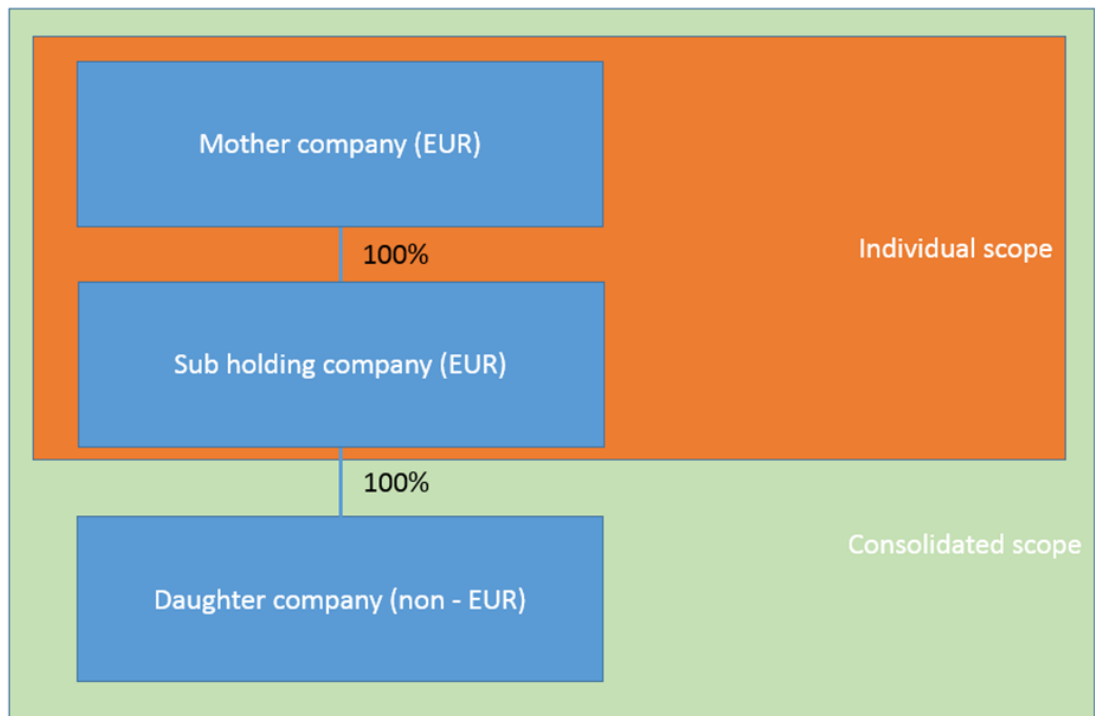 Mother company (EUR)
100%
Individual scope
Sub holding company (EUR)
100%
Consolidated scope
Daughter company (non - EUR)